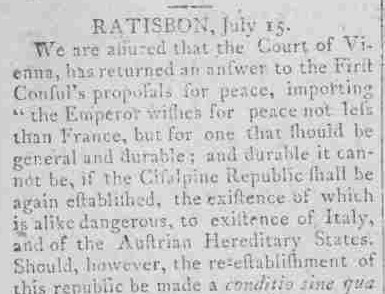 RATISBON, July 15.
We are aſſured that the Court of Vi-
enna, has returned an anſwer to the Firſt
Conſul's propoſals for peace, importing
"the Emperor wiſhes for peace not leſs
than France, but for one that ſhould be
general and durable; and durable it can-
not be, if the Ciſalpine Republic ſhall be
again eſtabliſhed, the exiſtence of which
is alike dangerous, to exiſtence of Italy,
and of the Auſtrian Hereditary States.
Should, however, the re-eſtabliſhment of
this republic be made a conditio ſine qua